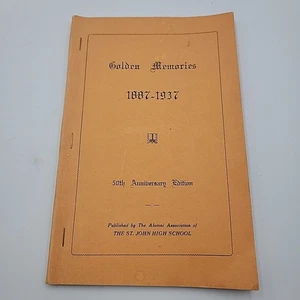 Golden Memories
1887-1937
50th Anniversary Edition
Published by The Alumni Association of
THE ST. JOHN HIGH SCHOOL